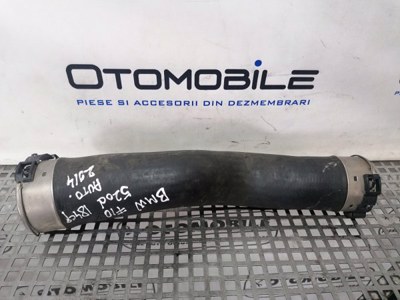 OTOMOBILE
PIESE SI ACCESORII DIN DEZMEMBRARI
BMW F10
520d
AUTO.
2014